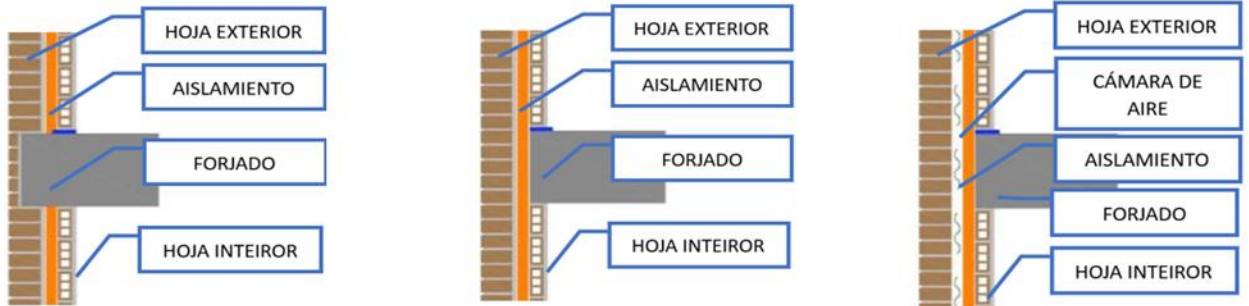 HOJA EXTERIOR
AISLAMIENTO
FORJADO
HOJA INTEIROR
HOJA EXTERIOR
AISLAMIENTO
FORJADO
HOJA INTEIROR
HOJA EXTERIOR
CÁMARA DE
AIRE
AISLAMIENTO
FORJADO
HOJA INTEIROR